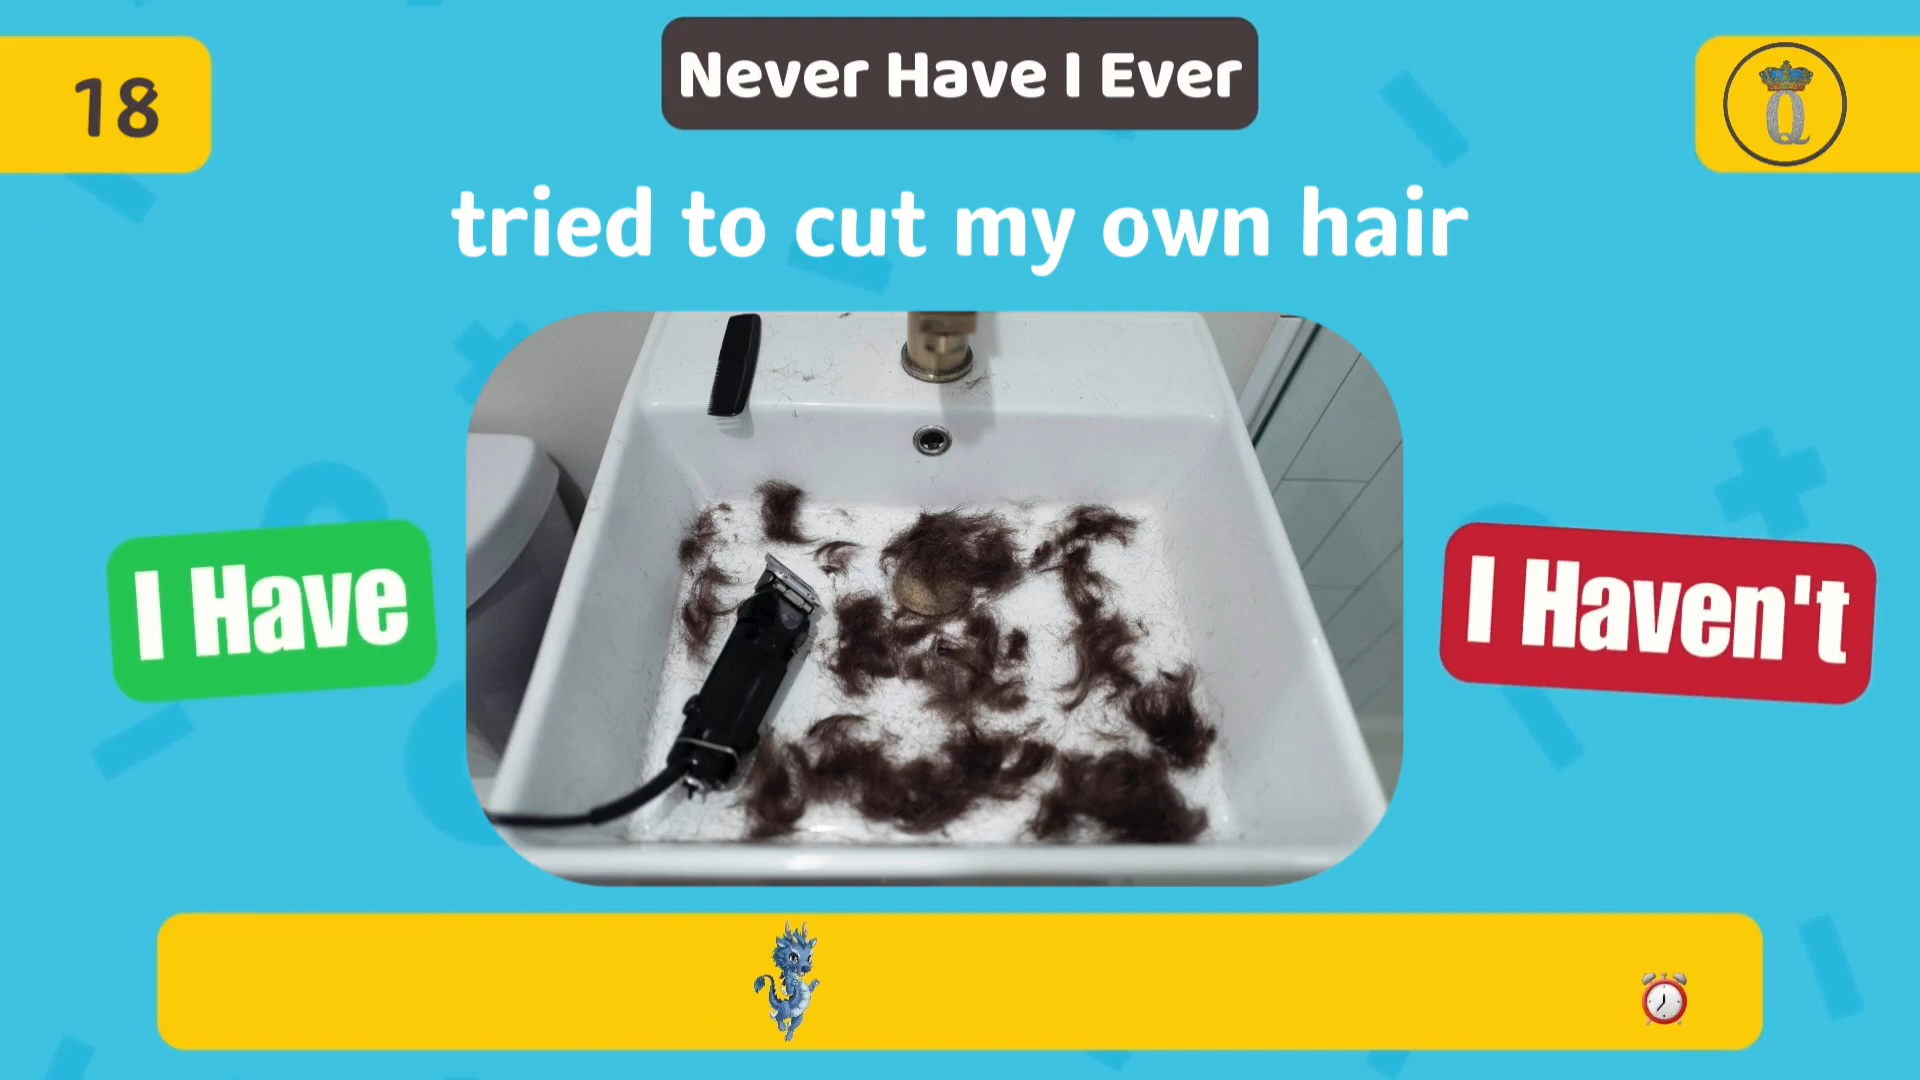 18
Never Have I Ever
Q
tried to cut my own hair
I Have
I Haven't